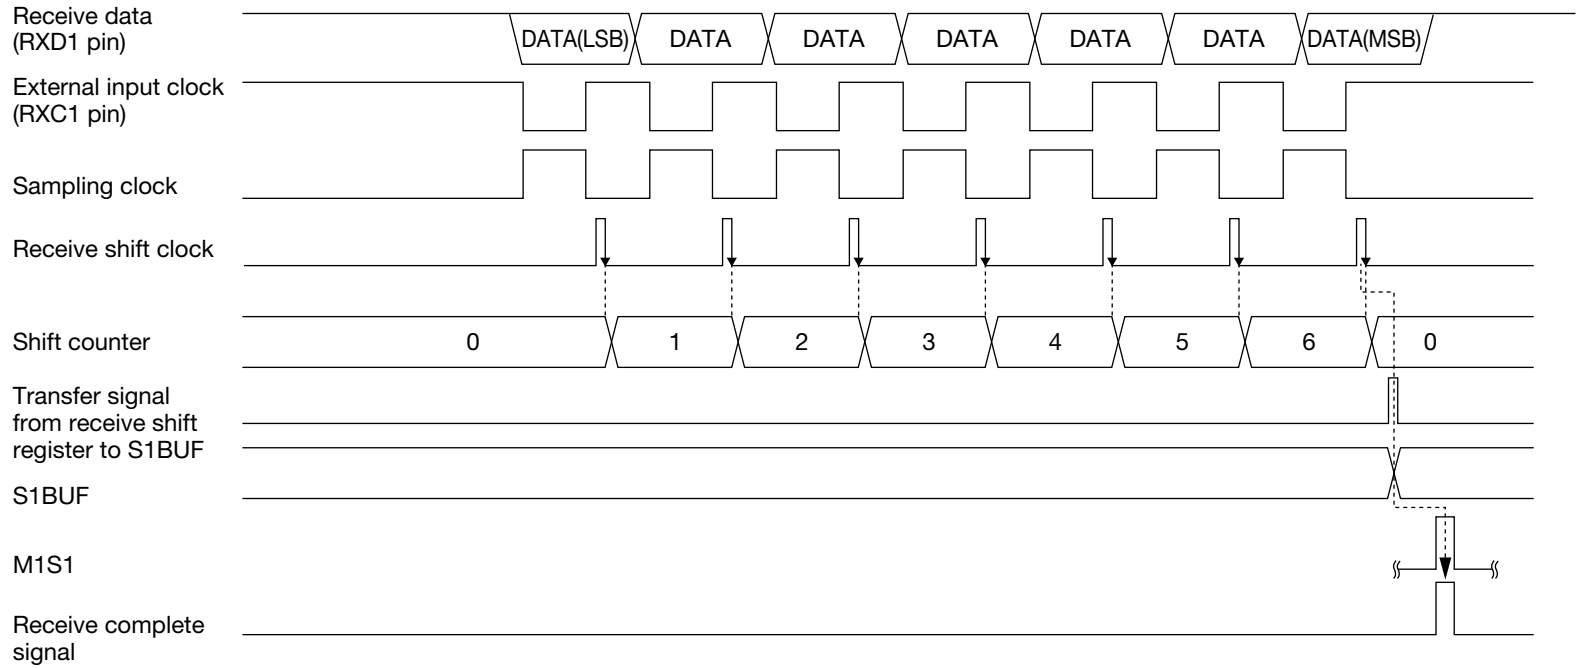 Receive data
(RXD1 pin)
DATA(LSB) DATA DATA DATA DATA DATA DATA(MSB)
External input clock
(RXC1 pin)
Sampling clock
Receive shift clock
Shift counter
0 1 2 3 4 5 6 0
Transfer signal
from receive shift
register to S1BUF
S1BUF
M1S1
Receive complete
signal